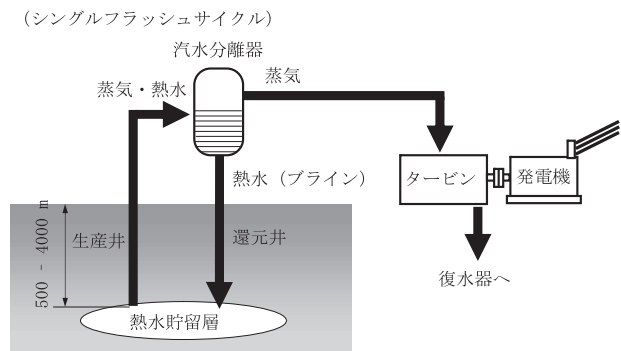 （シングルフラッシュサイクル）
汽水分離器
蒸気
蒸気・熱水
熱水（ブライン）
タービン
発電機
生産井
還元井
500 - 4000 m
復水器へ
熱水貯留層